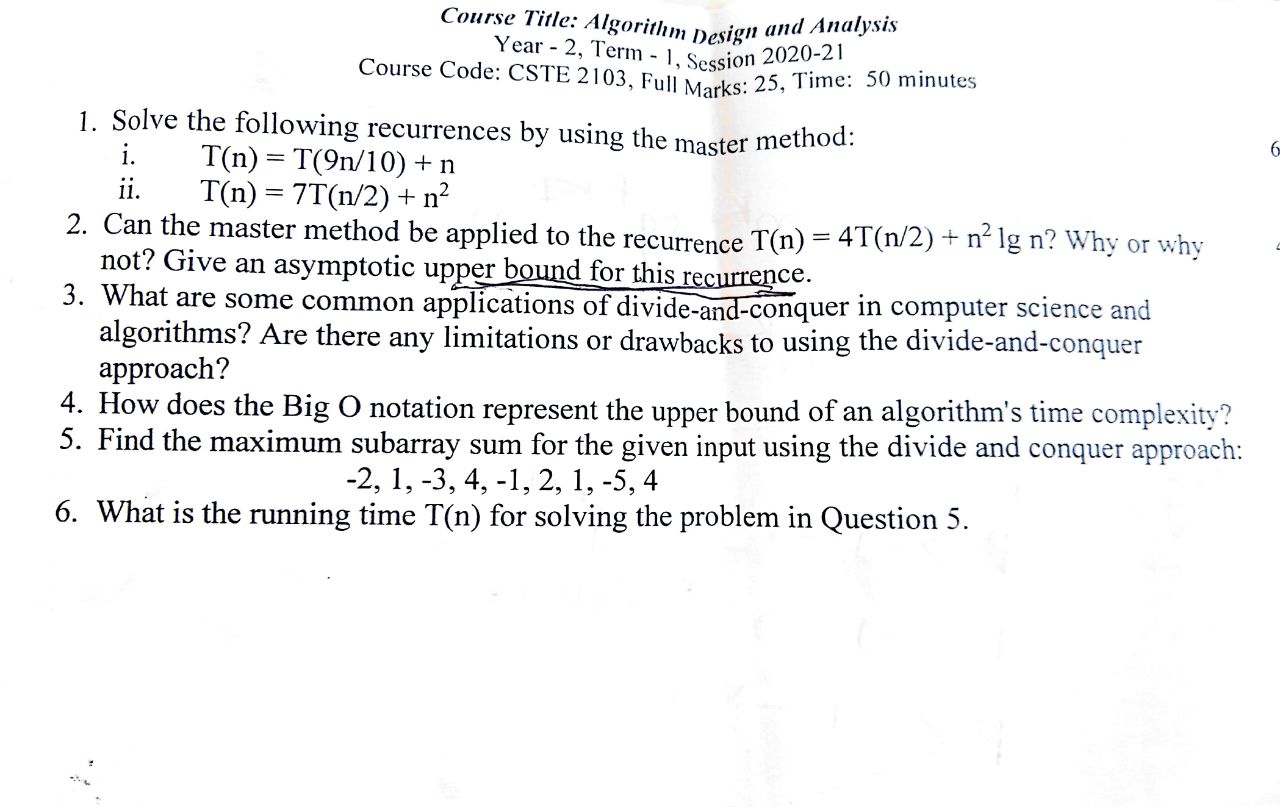 Course Title: Algorithm Design and Analysis
Year - 2, Term - 1, Session 2020-21
Course Code: CSTE 2103, Full Marks: 25, Time: 50 minutes
1. Solve the following recurrences by using the master method:
6
i. T(n) = T(9n/10) + n
ii. T(n) = 7T(n/2) + n²
2. Can the master method be applied to the recurrence T(n) = 4T(n/2) + n² lg n? Why or why
not? Give an asymptotic upper bound for this recurrence.
3. What are some common applications of divide-and-conquer in computer science and
algorithms? Are there any limitations or drawbacks to using the divide-and-conquer
approach?
4. How does the Big O notation represent the upper bound of an algorithm's time complexity?
5. Find the maximum subarray sum for the given input using the divide and conquer approach:
-2, 1, -3, 4, -1, 2, 1, -5, 4
6. What is the running time T(n) for solving the problem in Question 5.